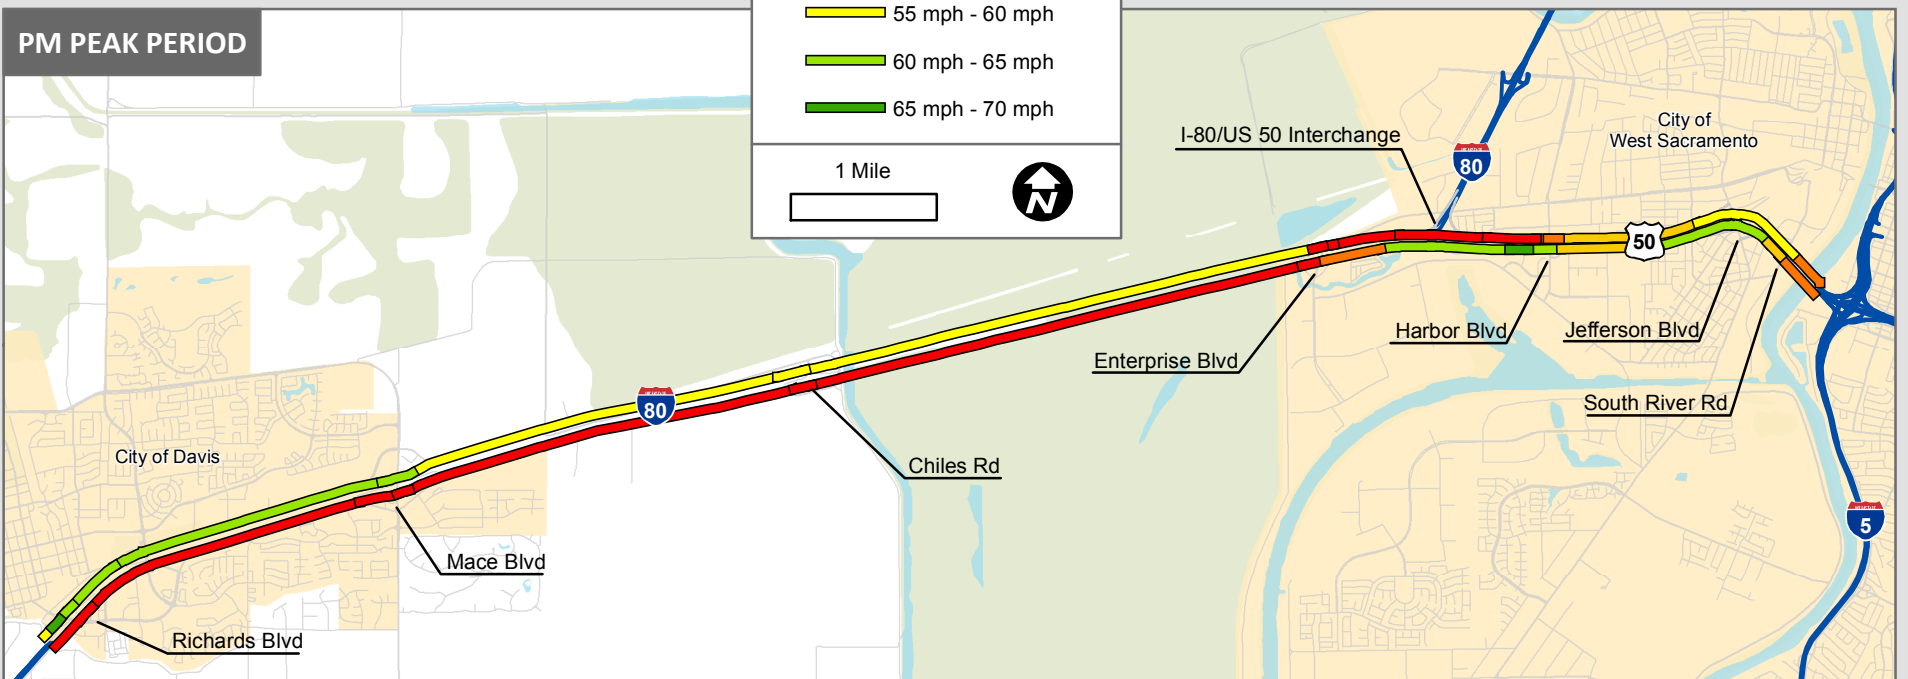 PM PEAK PERIOD
55 mph - 60 mph
60 mph - 65 mph
65 mph - 70 mph
1 Mile
N
I-80/US 50 Interchange
City of
West Sacramento
80
50
Harbor Blvd
Jefferson Blvd
Enterprise Blvd
South River Rd
80
City of Davis
Chiles Rd
5
Mace Blvd
Richards Blvd